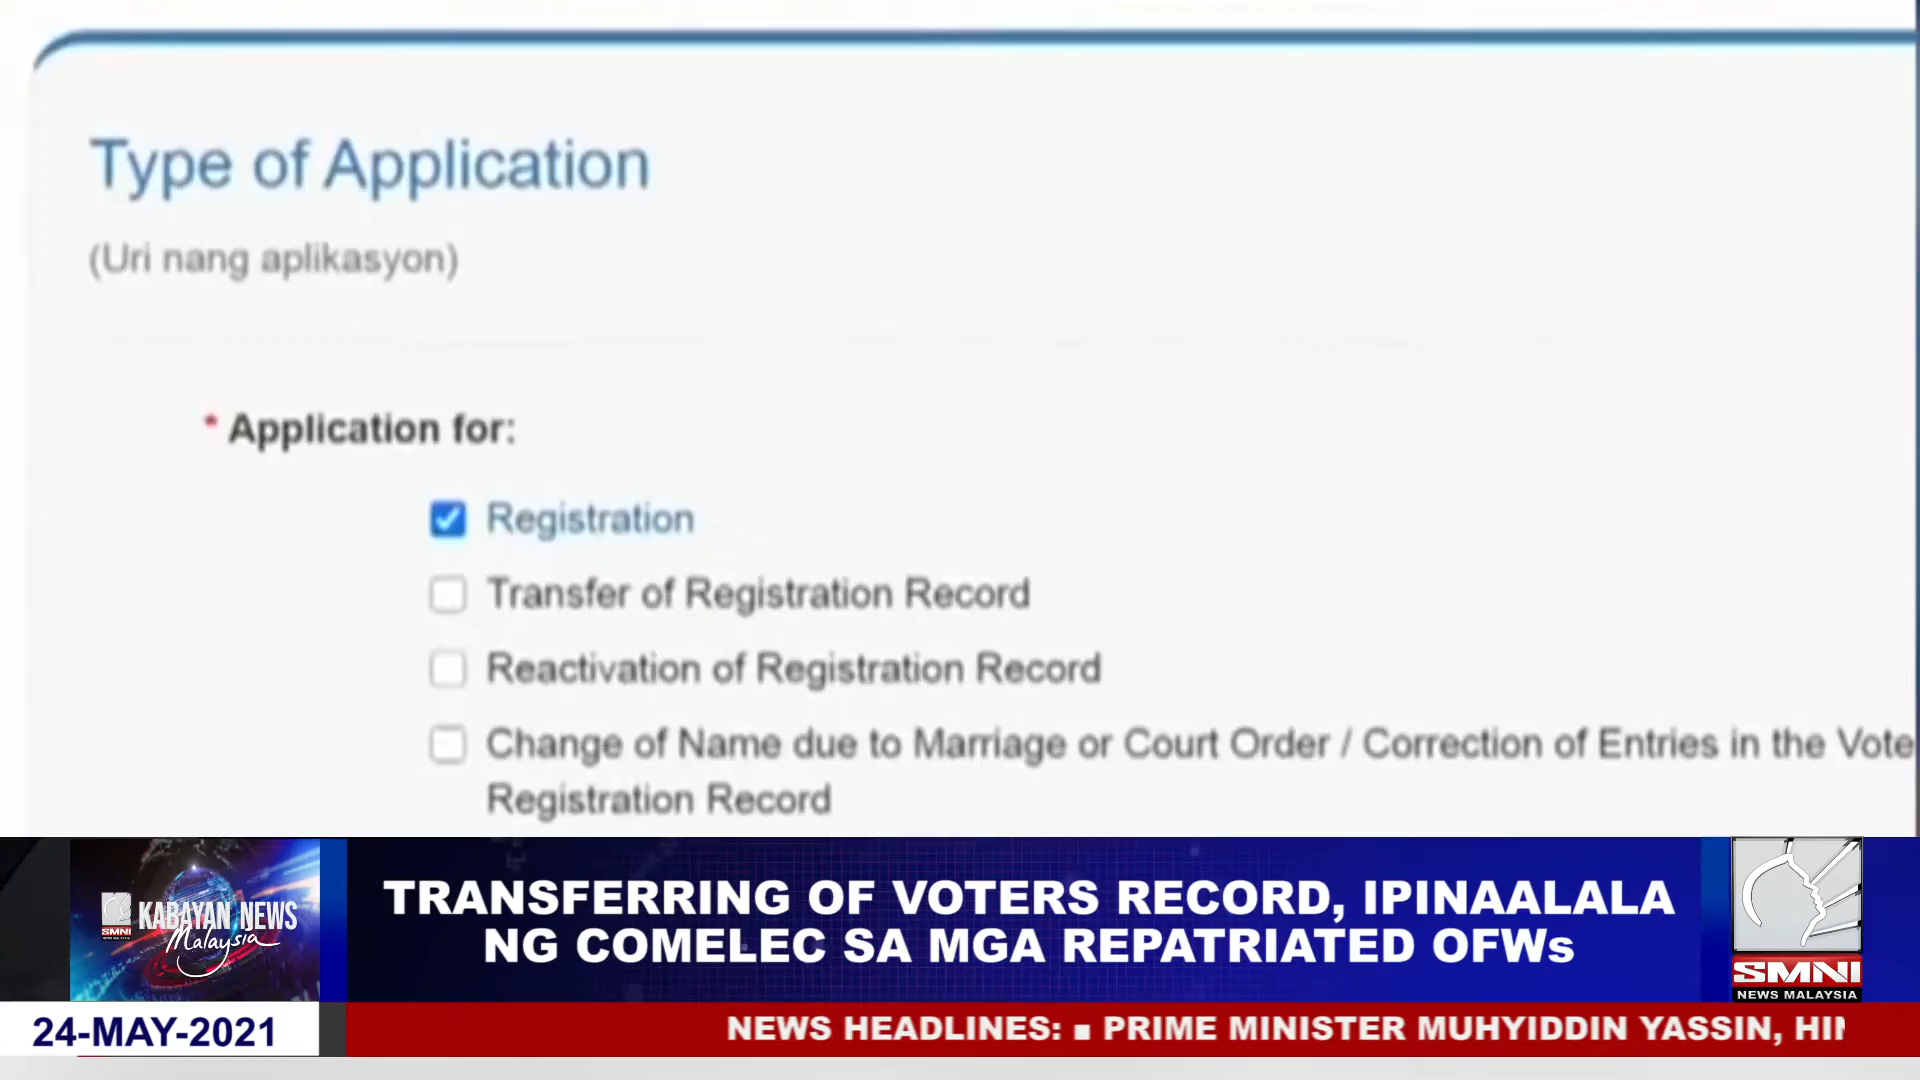 Type of Application
(Uri nang aplikasyon)
* Application for:
Registration
Transfer of Registration Record
Reactivation of Registration Record
Change of Name due to Marriage or Court Order / Correction of Entries in the Vote
Registration Record
SMNI
KABAYAN NEWS
Malaysia
TRANSFERRING OF VOTERS RECORD, IPINAALALA
NG COMELEC SA MGA REPATRIATED OFWs
SMNI
NEWS MALAYSIA
24-MAY-2021
NEWS HEADLINES: ■ PRIME MINISTER MUHYIDDIN YASSIN, HI